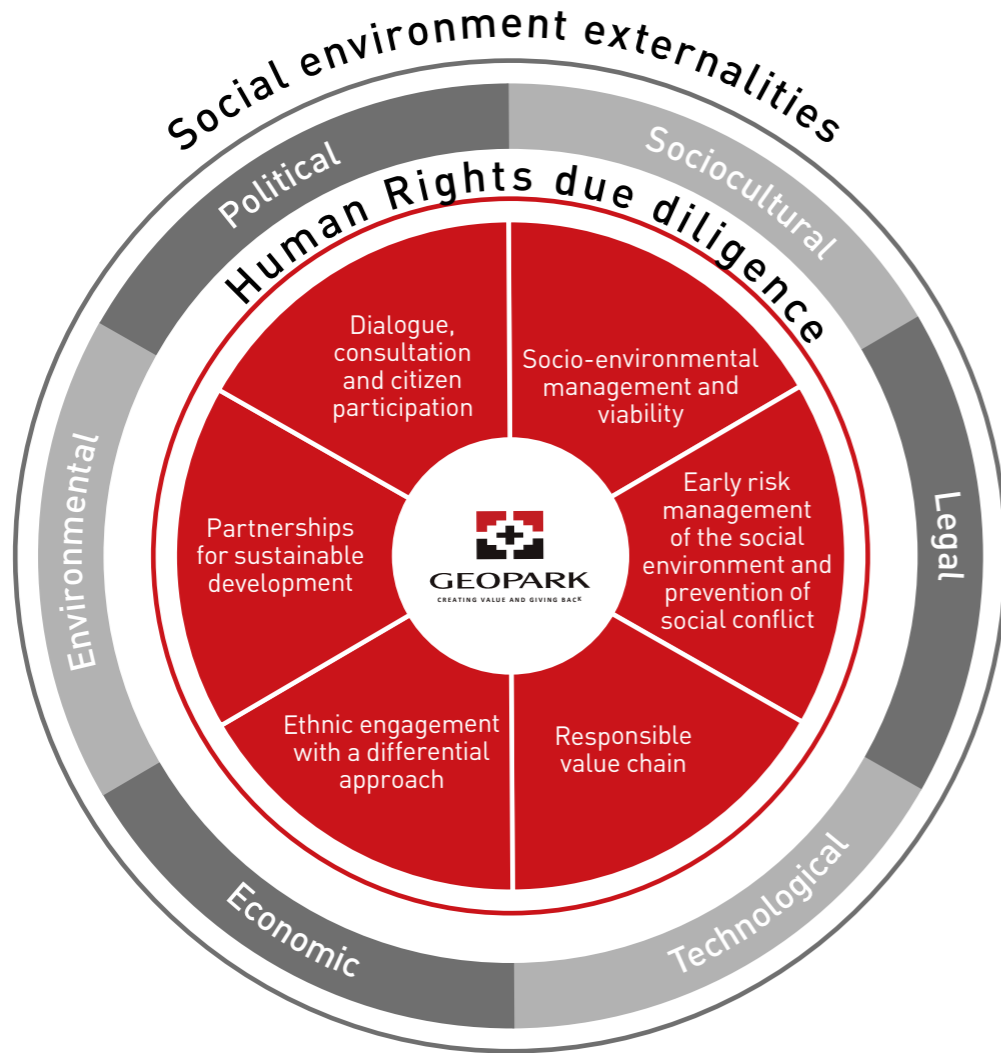 Social environment externalities
Political
Sociocultural
Legal
Technological
Economic
Environmental
Human Rights due diligence
Dialogue,
consultation
and citizen
participation
Socio-environmental
management and
viability
Early risk
management
of the social
environment and
prevention of
social conflict
Responsible
value chain
Ethnic engagement
with a differential
approach
Partnerships
for sustainable
development
GEOPARK
CREATING VALUE AND GIVING BACK